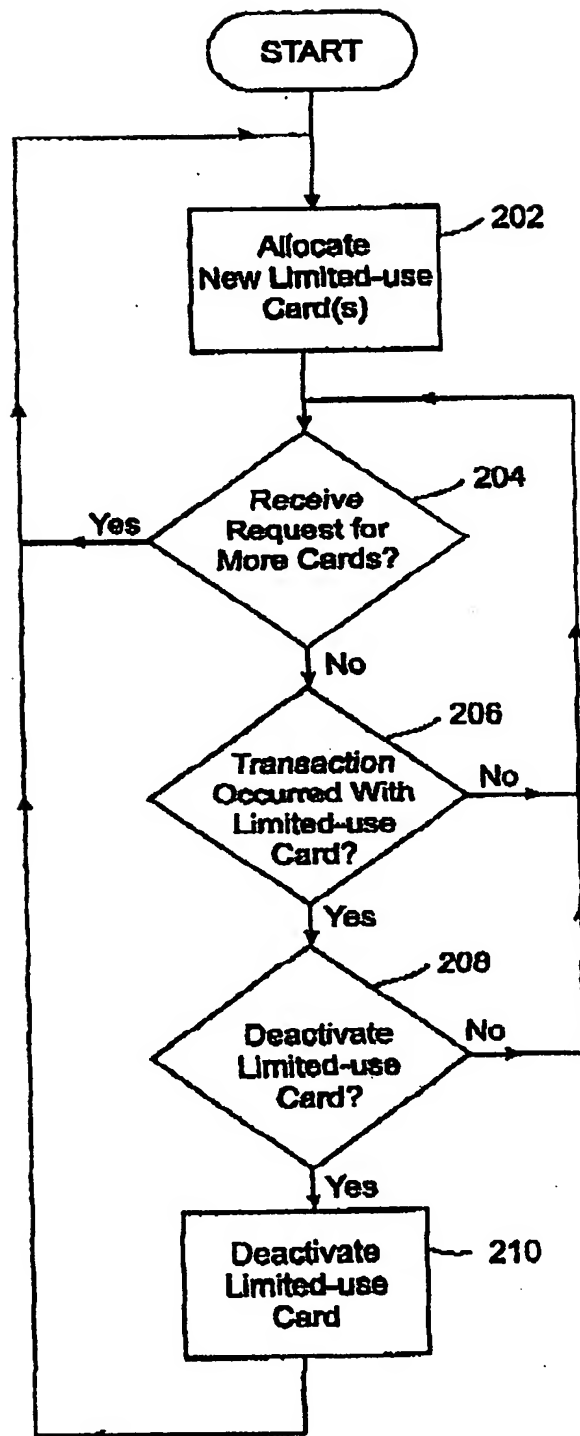 START
202
Allocate
New Limited-use
Card(s)
204
Receive
Request for
More Cards?
Yes
No
206
Transaction
Occurred With
Limited-use
Card?
No
Yes
208
Deactivate
Limited-use
Card?
No
Yes
210
Deactivate
Limited-use
Card